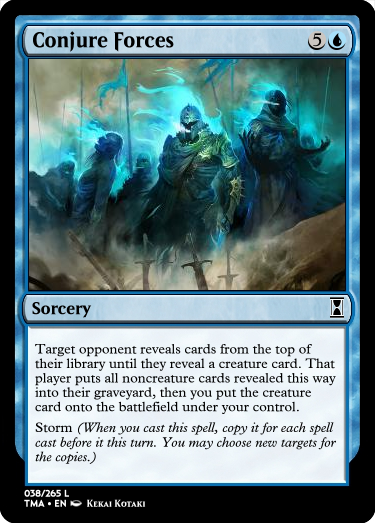 Conjure Forces 5
Sorcery
Target opponent reveals cards from the top of
their library until they reveal a creature card. That
player puts all noncreature cards revealed this way
into their graveyard, then you put the creature
card onto the battlefield under your control.
Storm (When you cast this spell, copy it for each spell
cast before it this turn. You may choose new targets for
the copies.)
038/265 L
TMA • EN Kekai Kotaki